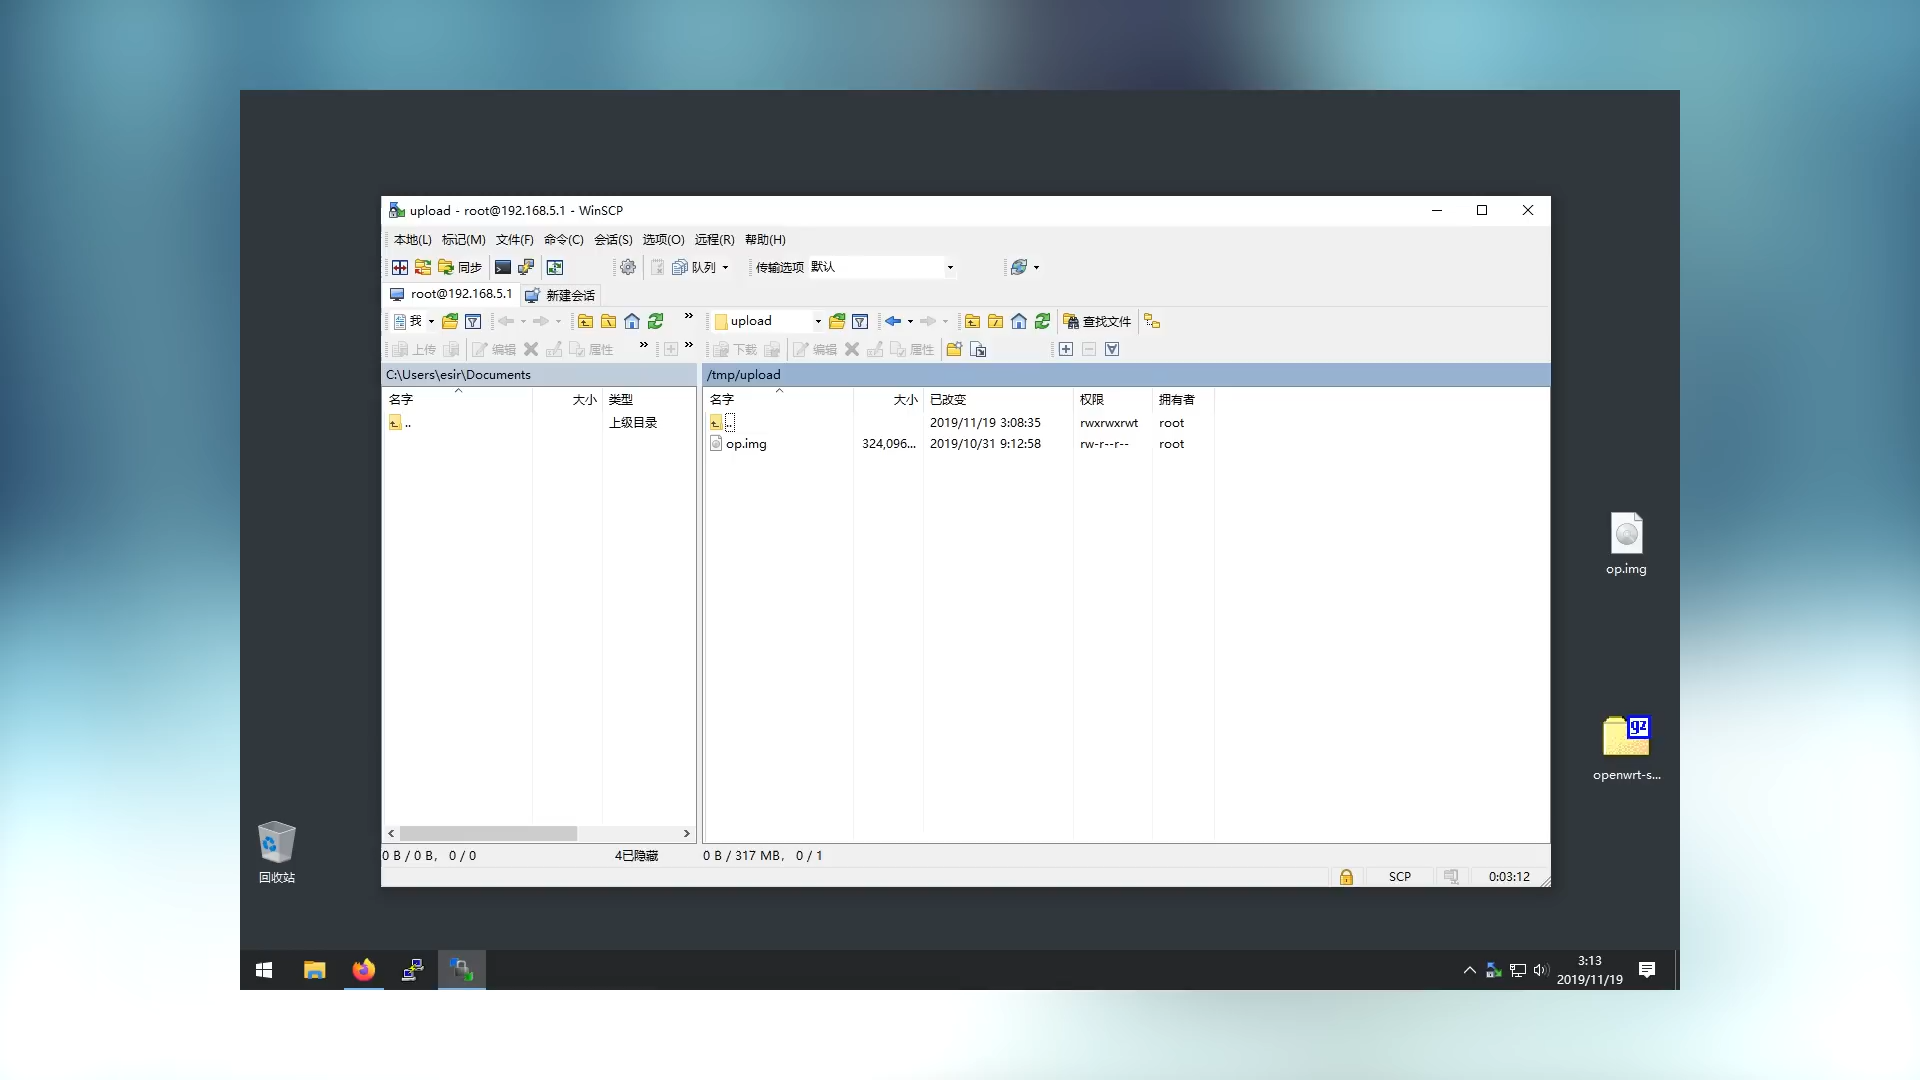 upload - root@192.168.5.1 - WinSCP
本地(L) 标记(M) 文件(F) 命令(C) 会话(S) 选项(O) 远程(R) 帮助(H)
同步 队列 传输选项 默认
root@192.168.5.1 新建会话
我 upload 查找文件
上传 编辑 属性 下载 编辑 属性
C:\Users\esir\Documents
/tmp/upload
名字 大小 类型
.. 上级目录
名字 大小 已改变 权限 拥有者
.. 2019/11/19 3:08:35 rwxrwxrwt root
op.img 324,096... 2019/10/31 9:12:58 rw-r--r-- root
0 B / 0 B, 0 / 0 4已隐藏
0 B / 317 MB, 0 / 1
SCP 0:03:12
op.img
gz
openwrt-s...
回收站
3:13
2019/11/19